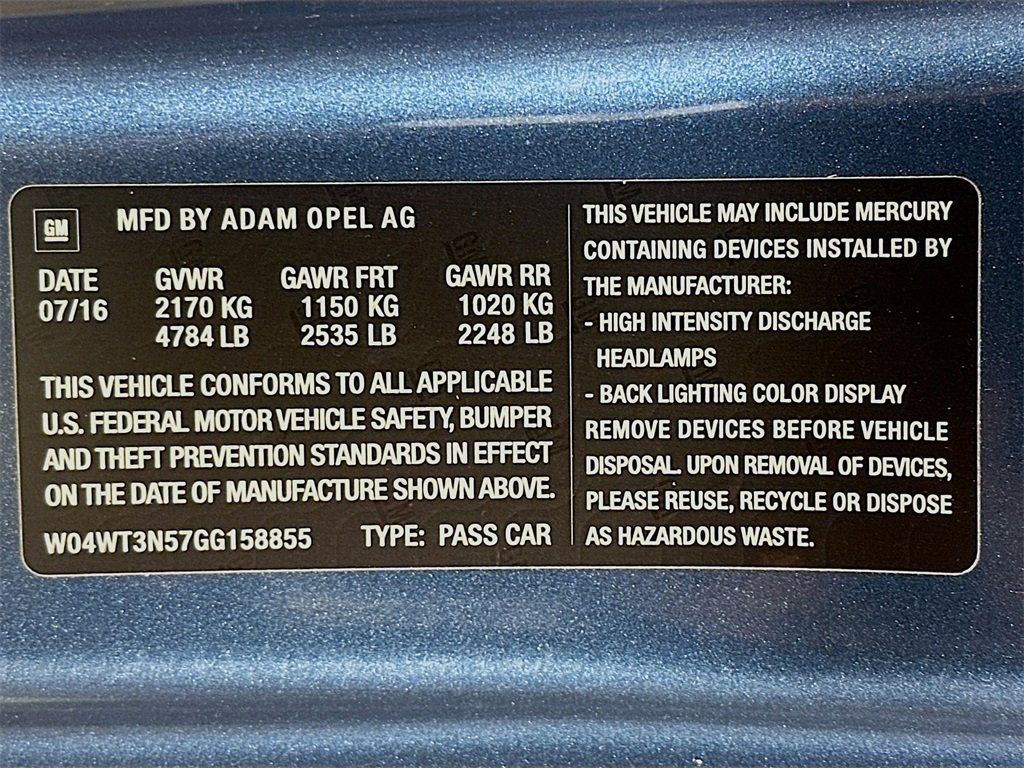 GM
MFD BY ADAM OPEL AG
DATE GVWR GAWR FRT GAWR RR
07/16 2170 KG 1150 KG 1020 KG
4784 LB 2535 LB 2248 LB
THIS VEHICLE CONFORMS TO ALL APPLICABLE
U.S. FEDERAL MOTOR VEHICLE SAFETY, BUMPER
AND THEFT PREVENTION STANDARDS IN EFFECT
ON THE DATE OF MANUFACTURE SHOWN ABOVE.
W04WT3N57GG158855 TYPE: PASS CAR
THIS VEHICLE MAY INCLUDE MERCURY
CONTAINING DEVICES INSTALLED BY
THE MANUFACTURER:
- HIGH INTENSITY DISCHARGE
HEADLAMPS
- BACK LIGHTING COLOR DISPLAY
REMOVE DEVICES BEFORE VEHICLE
DISPOSAL. UPON REMOVAL OF DEVICES,
PLEASE REUSE, RECYCLE OR DISPOSE
AS HAZARDOUS WASTE.